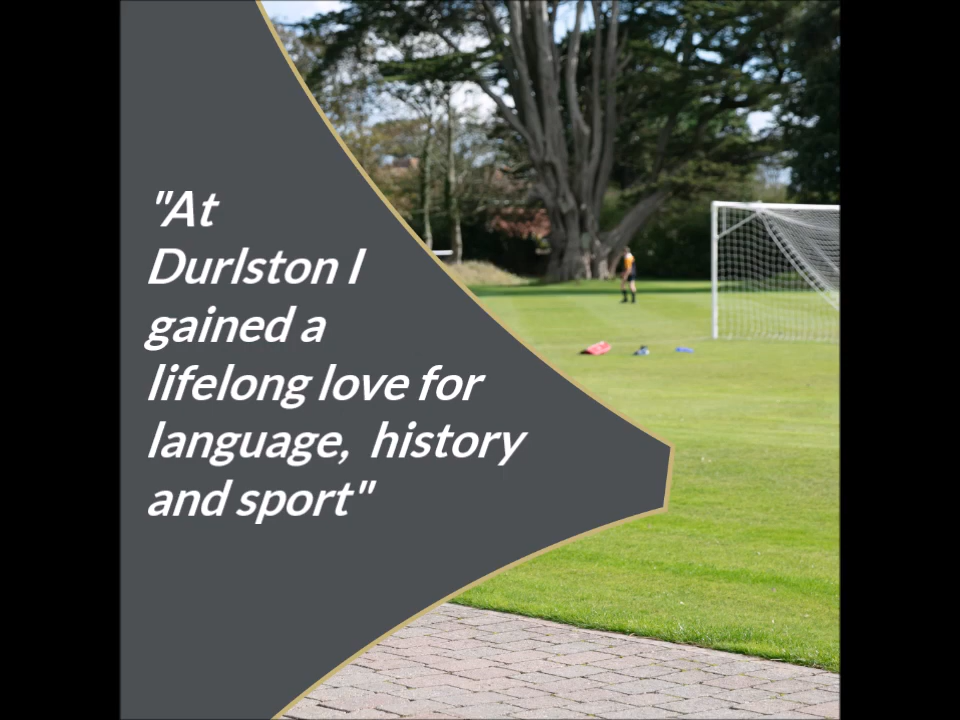 "At
Durlston I
gained a
lifelong love for
language,  history
and sport"